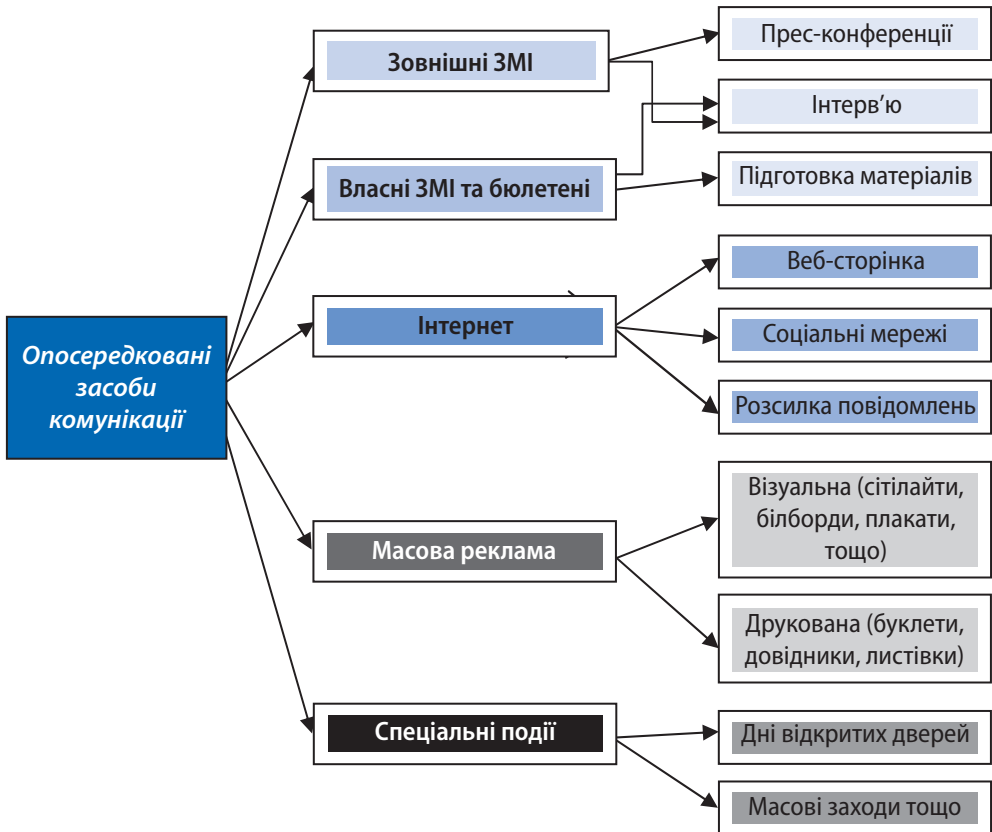 Опосередковані
засоби
комунікації
Зовнішні ЗМІ
Власні ЗМІ та бюлетені
Інтернет
Масова реклама
Спеціальні події
Прес-конференції
Інтерв’ю
Підготовка матеріалів
Веб-сторінка
Соціальні мережі
Розсилка повідомлень
Візуальна (сітілайти,
білборди, плакати,
тощо)
Друкована (буклети,
довідники, листівки)
Дні відкритих дверей
Масові заходи тощо